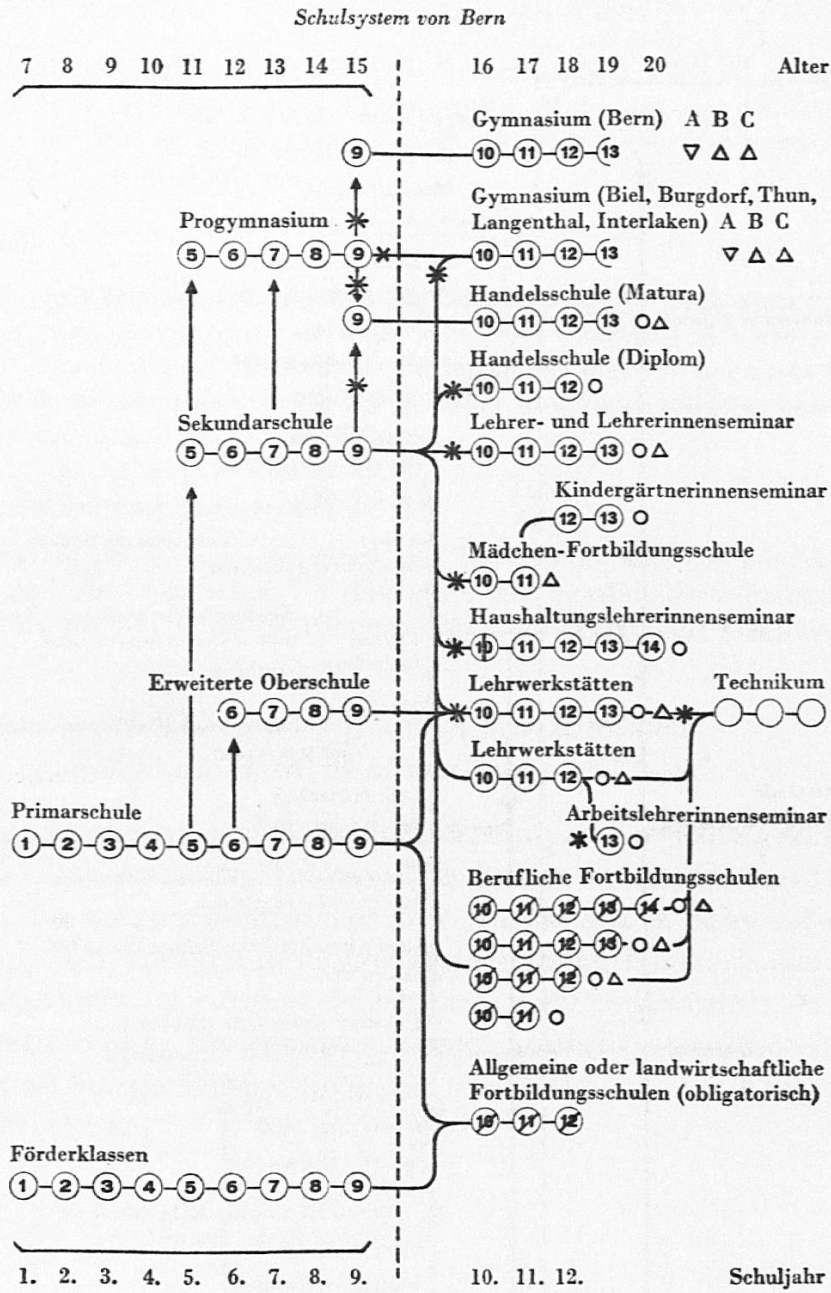 Schulsystem von Bern
7 8 9 10 11 12 13 14 15 16 17 18 19 20 Alter
Gymnasium (Bern) A B C
9 10 11 12 13
Gymnasium (Biel, Burgdorf, Thun,
Progymnasium Langenthal, Interlaken) A B C
5 6 7 8 9 10 11 12 13
Handelsschule (Matura)
9 10 11 12 13
Handelsschule (Diplom)
10 11 12
Sekundarschule Lehrer- und Lehrerinnenseminar
5 6 7 8 9 10 11 12 13
Kindergärtnerinnenseminar
12 13
Mädchen-Fortbildungsschule
10 11
Haushaltungslehrerinnenseminar
10 11 12 13 14
Erweiterte Oberschule Lehrwerkstätten Technikum
6 7 8 9 10 11 12 13
Lehrwerkstätten
10 11 12
Primarschule Arbeitslehrerinnenseminar
1 2 3 4 5 6 7 8 9 13
Berufliche Fortbildungsschulen
10 11 12 13 14
10 11 12 13
10 11 12
10 11
Allgemeine oder landwirtschaftliche
Fortbildungsschulen (obligatorisch)
10 11 12
Förderklassen
1 2 3 4 5 6 7 8 9
1. 2. 3. 4. 5. 6. 7. 8. 9. 10. 11. 12. Schuljahr